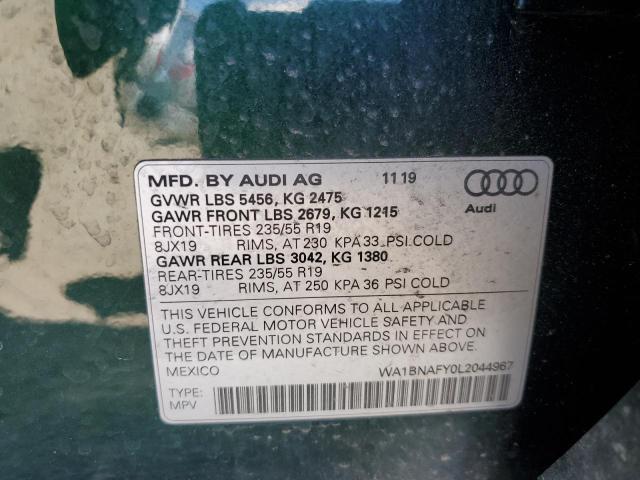 MFD. BY AUDI AG 11 19
GVWR LBS 5456, KG 2475
GAWR FRONT LBS 2679, KG 1215
FRONT-TIRES 235/55 R19
8JX19 RIMS, AT 230 KPA 33 PSI COLD
GAWR REAR LBS 3042, KG 1380
REAR-TIRES 235/55 R19
8JX19 RIMS, AT 250 KPA 36 PSI COLD
Audi
THIS VEHICLE CONFORMS TO ALL APPLICABLE
U.S. FEDERAL MOTOR VEHICLE SAFETY AND
THEFT PREVENTION STANDARDS IN EFFECT ON
THE DATE OF MANUFACTURE SHOWN ABOVE.
MEXICO WA1BNAFY0L2044967
TYPE:
MPV